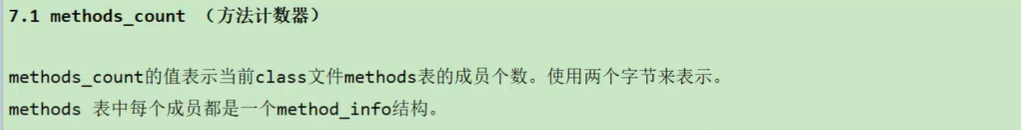 7.1 methods_count （方法计数器）
methods_count的值表示当前class文件methods表的成员个数。使用两个字节来表示。
methods 表中每个成员都是一个method_info结构。